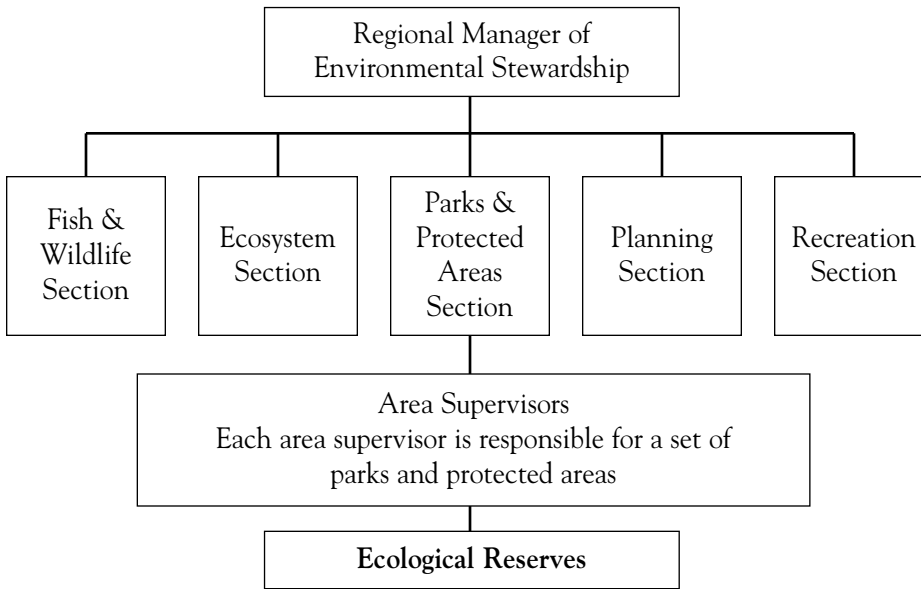 Regional Manager of
Environmental Stewardship
Fish &
Wildlife
Section
Ecosystem
Section
Parks &
Protected
Areas
Section
Planning
Section
Recreation
Section
Area Supervisors
Each area supervisor is responsible for a set of
parks and protected areas
Ecological Reserves